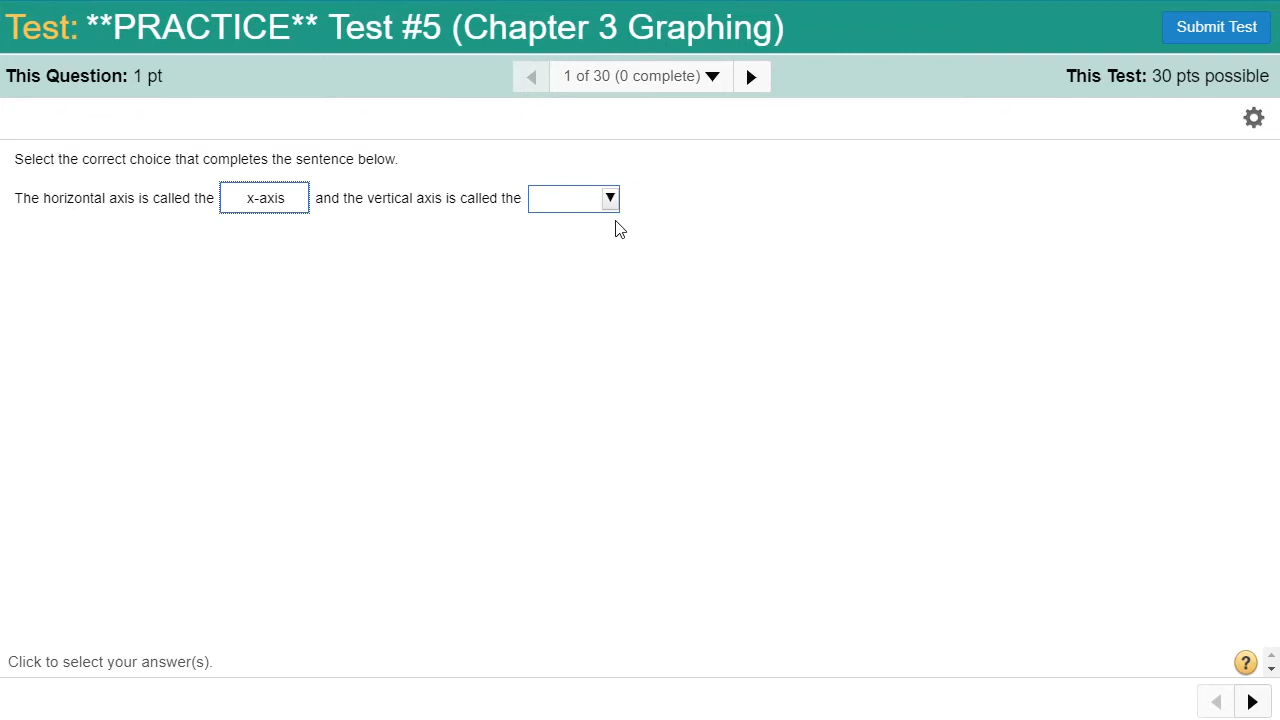 Test: **PRACTICE** Test #5 (Chapter 3 Graphing)
Submit Test
This Question: 1 pt
1 of 30 (0 complete)
This Test: 30 pts possible
Select the correct choice that completes the sentence below.
The horizontal axis is called the x-axis and the vertical axis is called the
Click to select your answer(s).
?